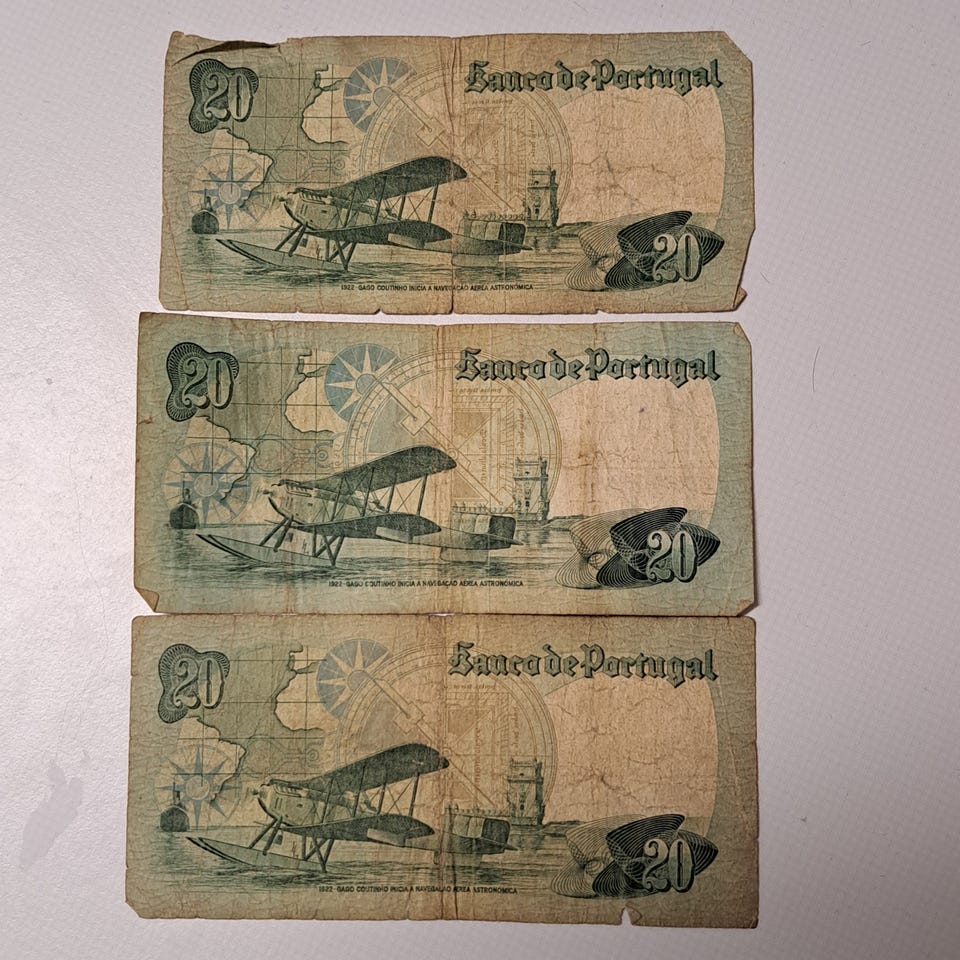 20
Banco de Portugal
20
1922-GAGO COUTINHO INICIA A NAVEGAÇÃO AÉREA ASTRONÓMICA
20
Banco de Portugal
20
1922-GAGO COUTINHO INICIA A NAVEGAÇÃO AÉREA ASTRONÓMICA
20
Banco de Portugal
20
1922-GAGO COUTINHO INICIA A NAVEGAÇÃO AÉREA ASTRONÓMICA